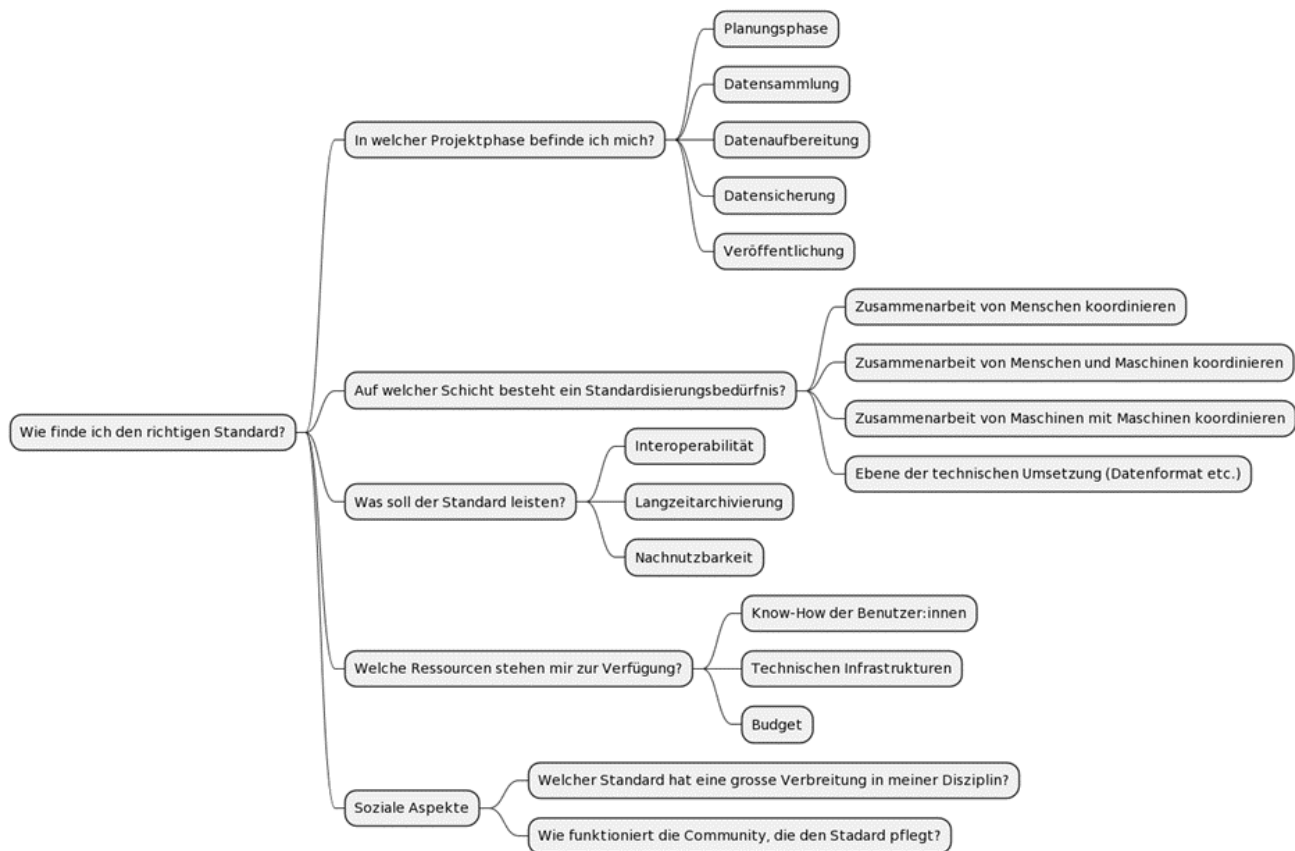 Wie finde ich den richtigen Standard?
In welcher Projektphase befinde ich mich?
Planungsphase
Datensammlung
Datenaufbereitung
Datensicherung
Veröffentlichung
Auf welcher Schicht besteht ein Standardisierungsbedürfnis?
Zusammenarbeit von Menschen koordinieren
Zusammenarbeit von Menschen und Maschinen koordinieren
Zusammenarbeit von Maschinen mit Maschinen koordinieren
Ebene der technischen Umsetzung (Datenformat etc.)
Was soll der Standard leisten?
Interoperabilität
Langzeitarchivierung
Nachnutzbarkeit
Welche Ressourcen stehen mir zur Verfügung?
Know-How der Benutzer:innen
Technischen Infrastrukturen
Budget
Soziale Aspekte
Welcher Standard hat eine grosse Verbreitung in meiner Disziplin?
Wie funktioniert die Community, die den Stadard pflegt?